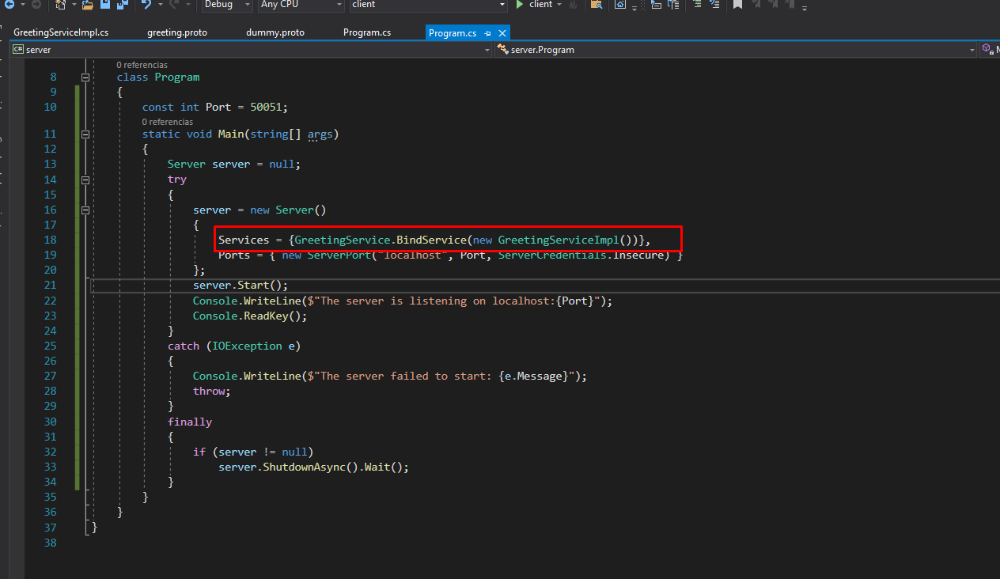 Debug Any CPU client client
GreetingServiceImpl.cs greeting.proto dummy.proto Program.cs Program.cs
C# server server.Program
0 referencias
8 class Program
9 {
10 const int Port = 50051;
0 referencias
11 static void Main(string[] args)
12 {
13 Server server = null;
14 try
15 {
16 server = new Server()
17 {
18 Services = {GreetingService.BindService(new GreetingServiceImpl())},
19 Ports = { new ServerPort("localhost", Port, ServerCredentials.Insecure) }
20 };
21 server.Start();
22 Console.WriteLine($"The server is listening on localhost:{Port}");
23 Console.ReadKey();
24 }
25 catch (IOException e)
26 {
27 Console.WriteLine($"The server failed to start: {e.Message}");
28 throw;
29 }
30 finally
31 {
32 if (server != null)
33 server.ShutdownAsync().Wait();
34 }
35 }
36 }
37 }
38